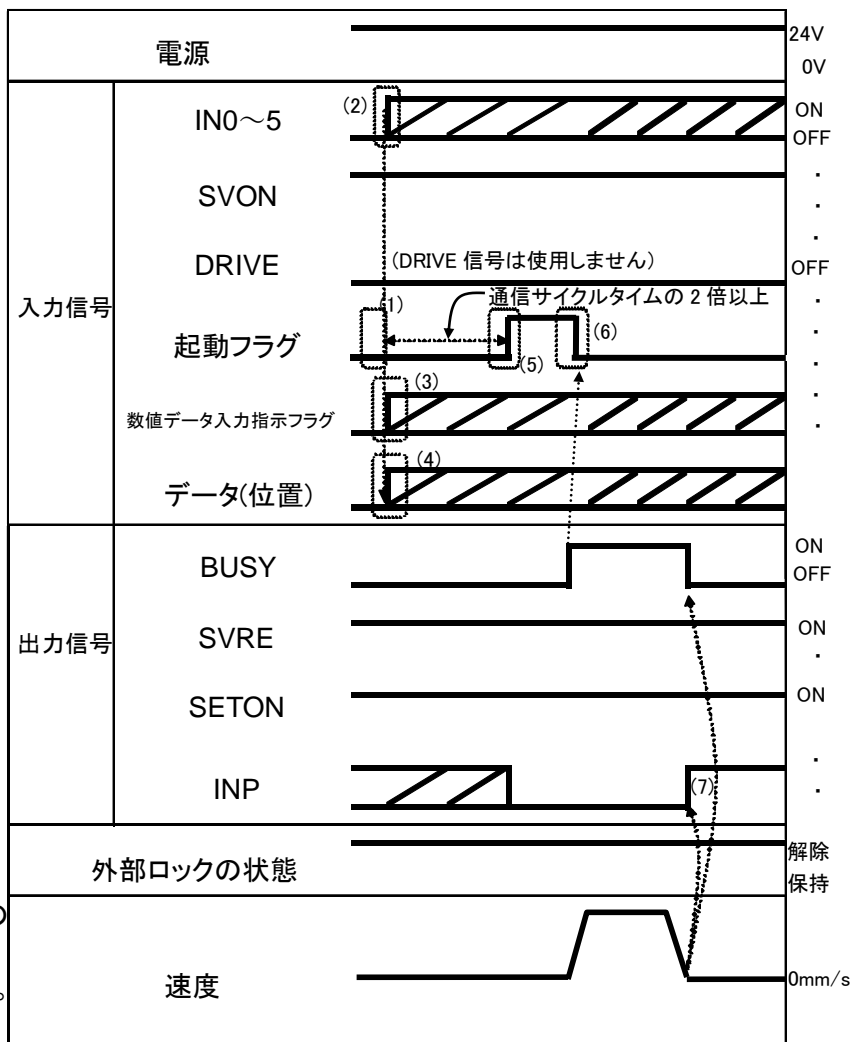 電源
24V
0V
入力信号
IN0～5
(2)
ON
OFF
SVON
DRIVE
(DRIVE 信号は使用しません)
OFF
通信サイクルタイムの 2 倍以上
(1)
起動フラグ
(5)
(6)
数値データ入力指示フラグ
(3)
データ(位置)
(4)
出力信号
BUSY
ON
OFF
SVRE
ON
SETON
ON
INP
(7)
外部ロックの状態
解除
保持
の
速度
0mm/s
。